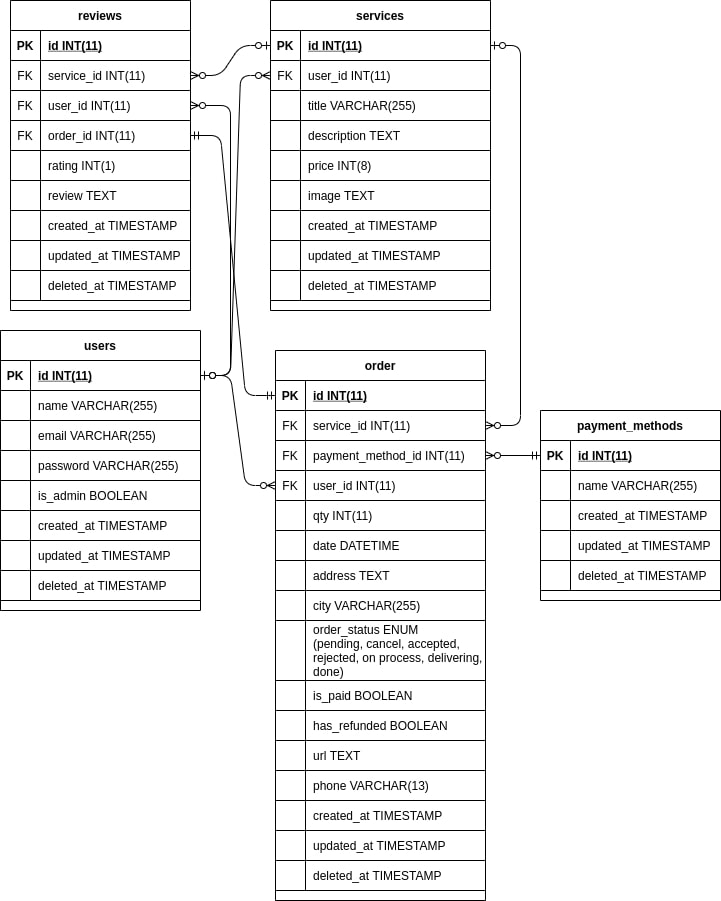 reviews
PK id INT(11)
FK service_id INT(11)
FK user_id INT(11)
FK order_id INT(11)
rating INT(1)
review TEXT
created_at TIMESTAMP
updated_at TIMESTAMP
deleted_at TIMESTAMP
services
PK id INT(11)
FK user_id INT(11)
title VARCHAR(255)
description TEXT
price INT(8)
image TEXT
created_at TIMESTAMP
updated_at TIMESTAMP
deleted_at TIMESTAMP
users
PK id INT(11)
name VARCHAR(255)
email VARCHAR(255)
password VARCHAR(255)
is_admin BOOLEAN
created_at TIMESTAMP
updated_at TIMESTAMP
deleted_at TIMESTAMP
order
PK id INT(11)
FK service_id INT(11)
FK payment_method_id INT(11)
FK user_id INT(11)
qty INT(11)
date DATETIME
address TEXT
city VARCHAR(255)
order_status ENUM
(pending, cancel, accepted,
rejected, on process, delivering,
done)
is_paid BOOLEAN
has_refunded BOOLEAN
url TEXT
phone VARCHAR(13)
created_at TIMESTAMP
updated_at TIMESTAMP
deleted_at TIMESTAMP
payment_methods
PK id INT(11)
name VARCHAR(255)
created_at TIMESTAMP
updated_at TIMESTAMP
deleted_at TIMESTAMP